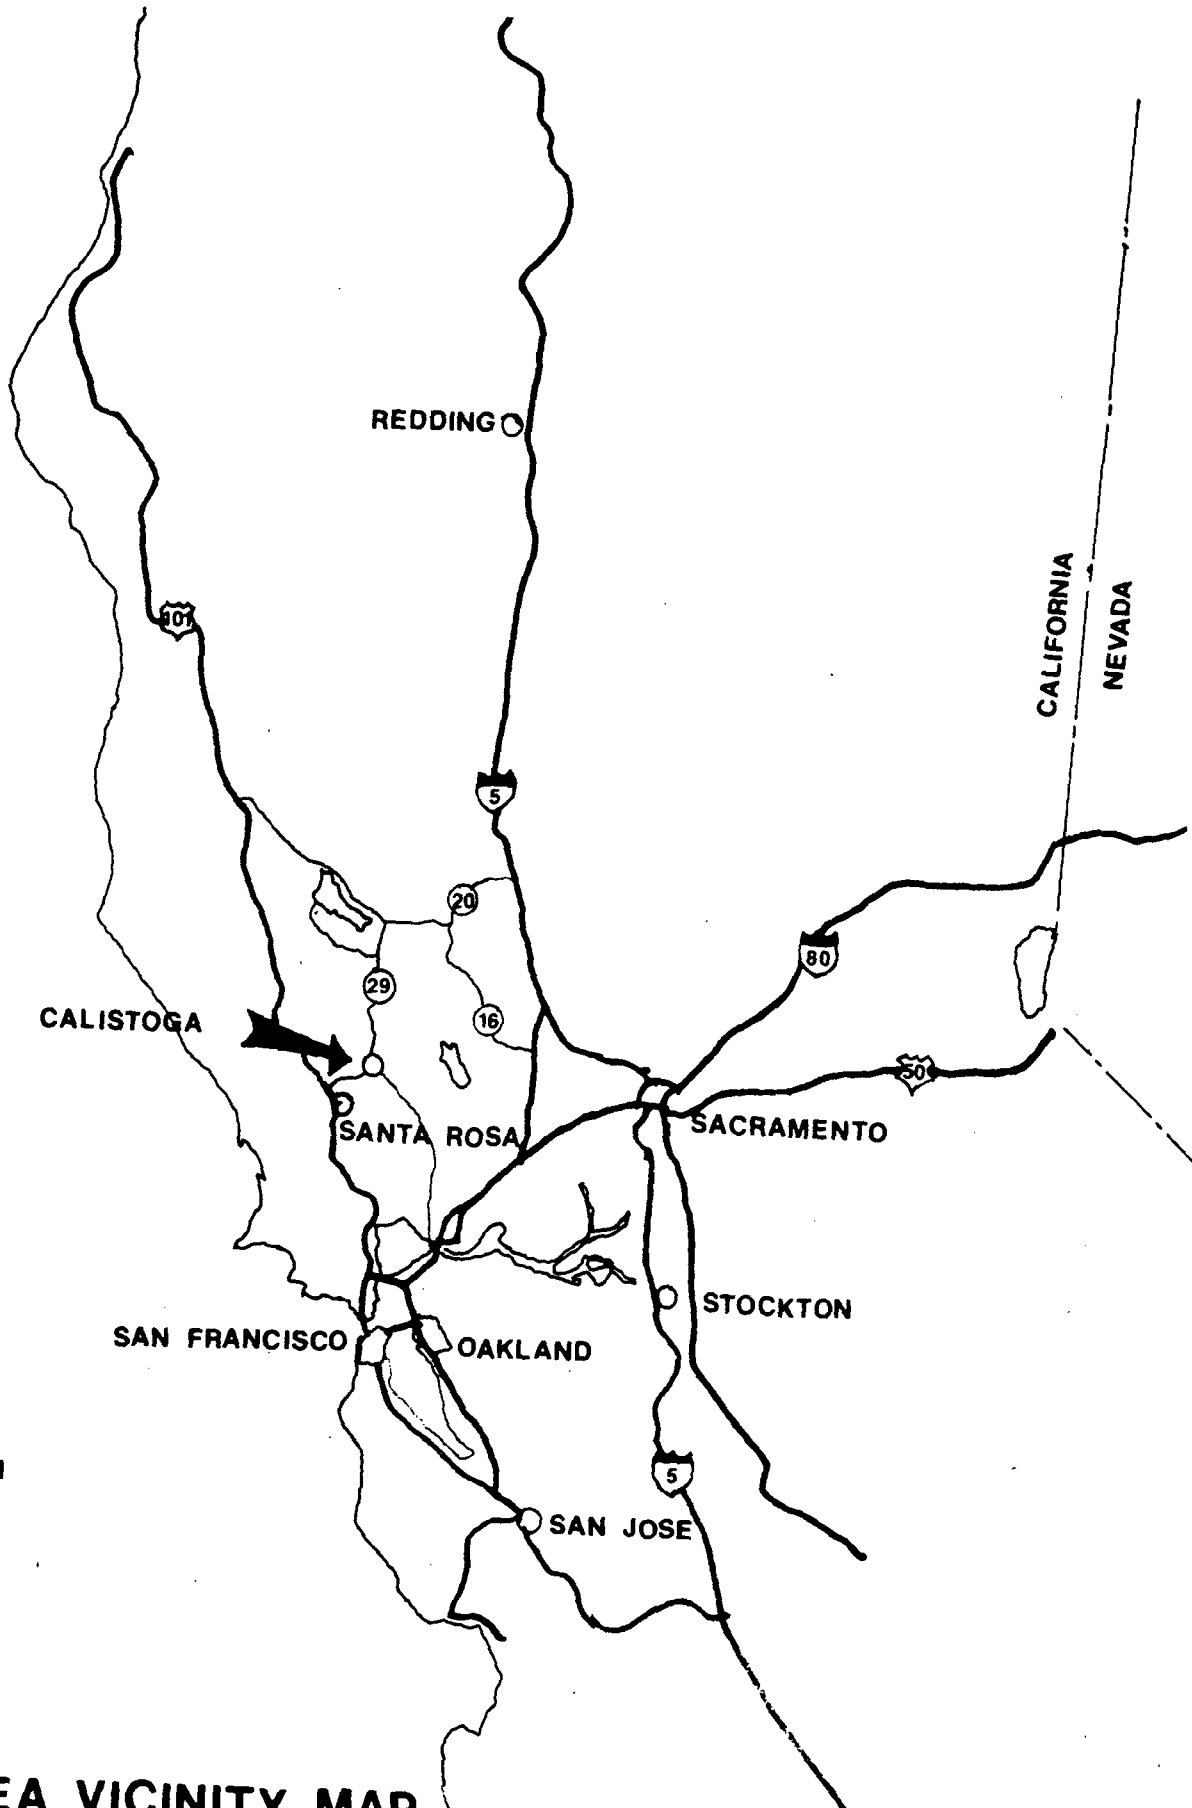 REDDING
CALIFORNIA
NEVADA
101
5
20
80
29
CALISTOGA
16
50
SANTA ROSA
SACRAMENTO
STOCKTON
SAN FRANCISCO
OAKLAND
5
SAN JOSE
VICINITY MAP